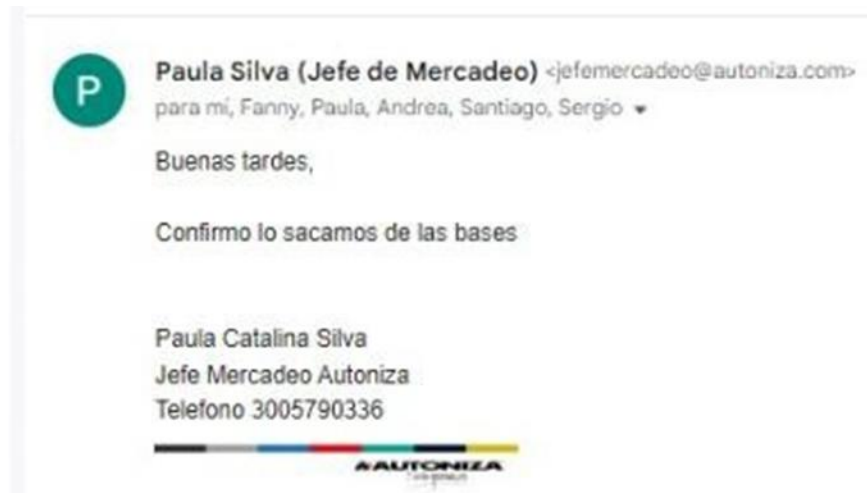 P
Paula Silva (Jefe de Mercadeo) <jefemercadeo@autoniza.com>
para mí, Fanny, Paula, Andrea, Santiago, Sergio
Buenas tardes,
Confirmo lo sacamos de las bases
Paula Catalina Silva
Jefe Mercadeo Autoniza
Telefono 3005790336
AUTONIZA